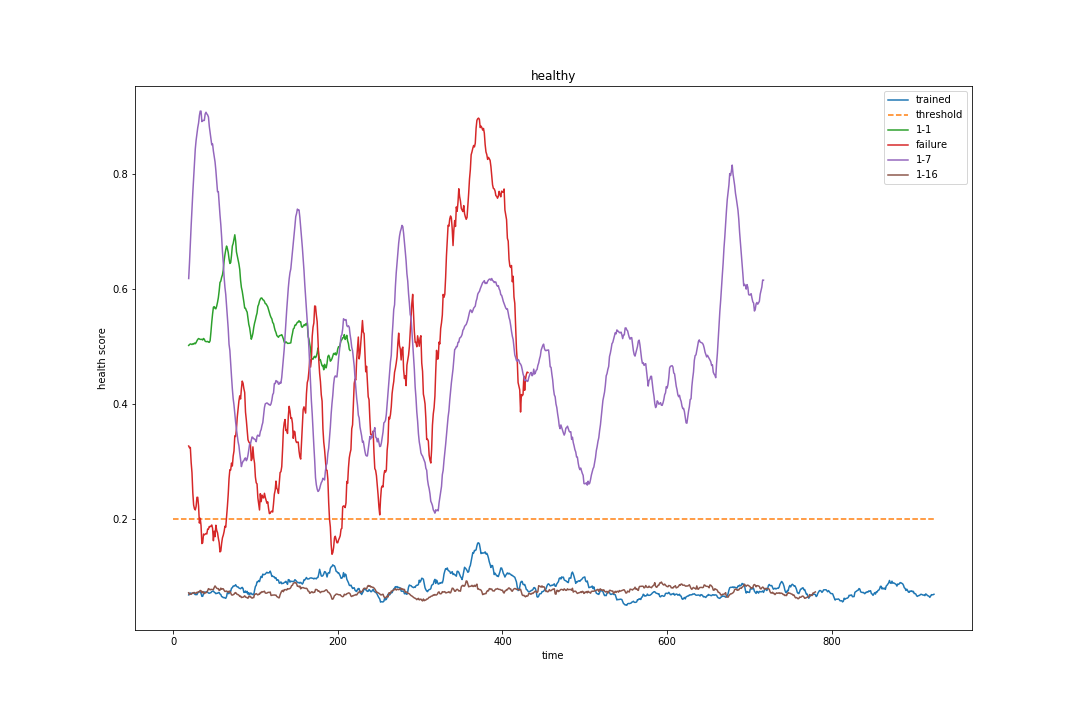 healthy
trained
threshold
1-1
failure
1-7
1-16
health score
0.8
0.6
0.4
0.2
0 200 400 600 800
time